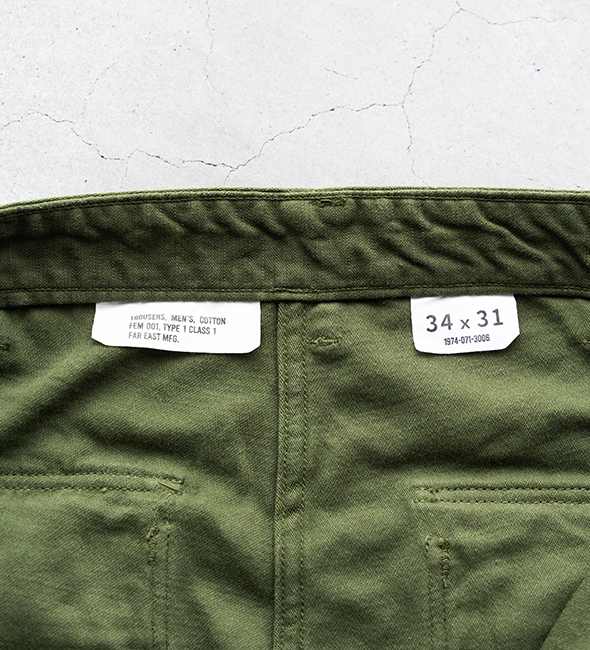 TROUSERS, MEN'S, COTTON
FEM 001, TYPE 1 CLASS 1
FAR EAST MFG.
34 x 31
1974-071-3006